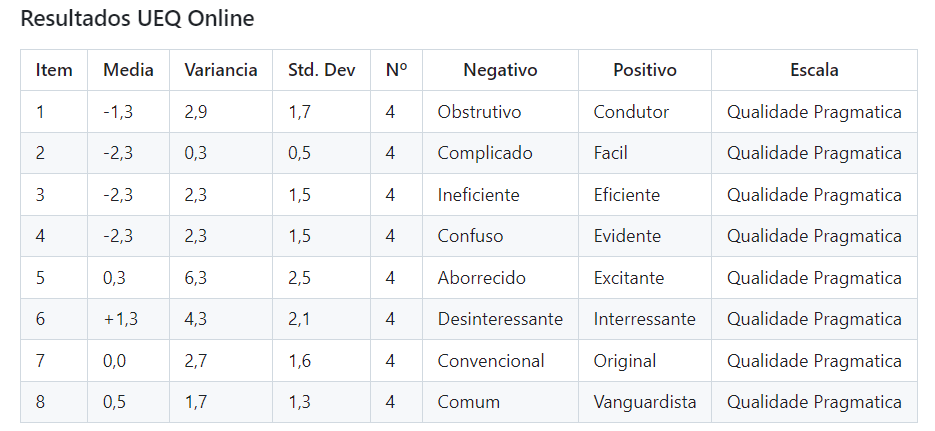 Resultados UEQ Online
Item Media Variancia Std. Dev Nº Negativo Positivo Escala
1 -1,3 2,9 1,7 4 Obstrutivo Condutor Qualidade Pragmatica
2 -2,3 0,3 0,5 4 Complicado Facil Qualidade Pragmatica
3 -2,3 2,3 1,5 4 Ineficiente Eficiente Qualidade Pragmatica
4 -2,3 2,3 1,5 4 Confuso Evidente Qualidade Pragmatica
5 0,3 6,3 2,5 4 Aborrecido Excitante Qualidade Pragmatica
6 +1,3 4,3 2,1 4 Desinteressante Interressante Qualidade Pragmatica
7 0,0 2,7 1,6 4 Convencional Original Qualidade Pragmatica
8 0,5 1,7 1,3 4 Comum Vanguardista Qualidade Pragmatica